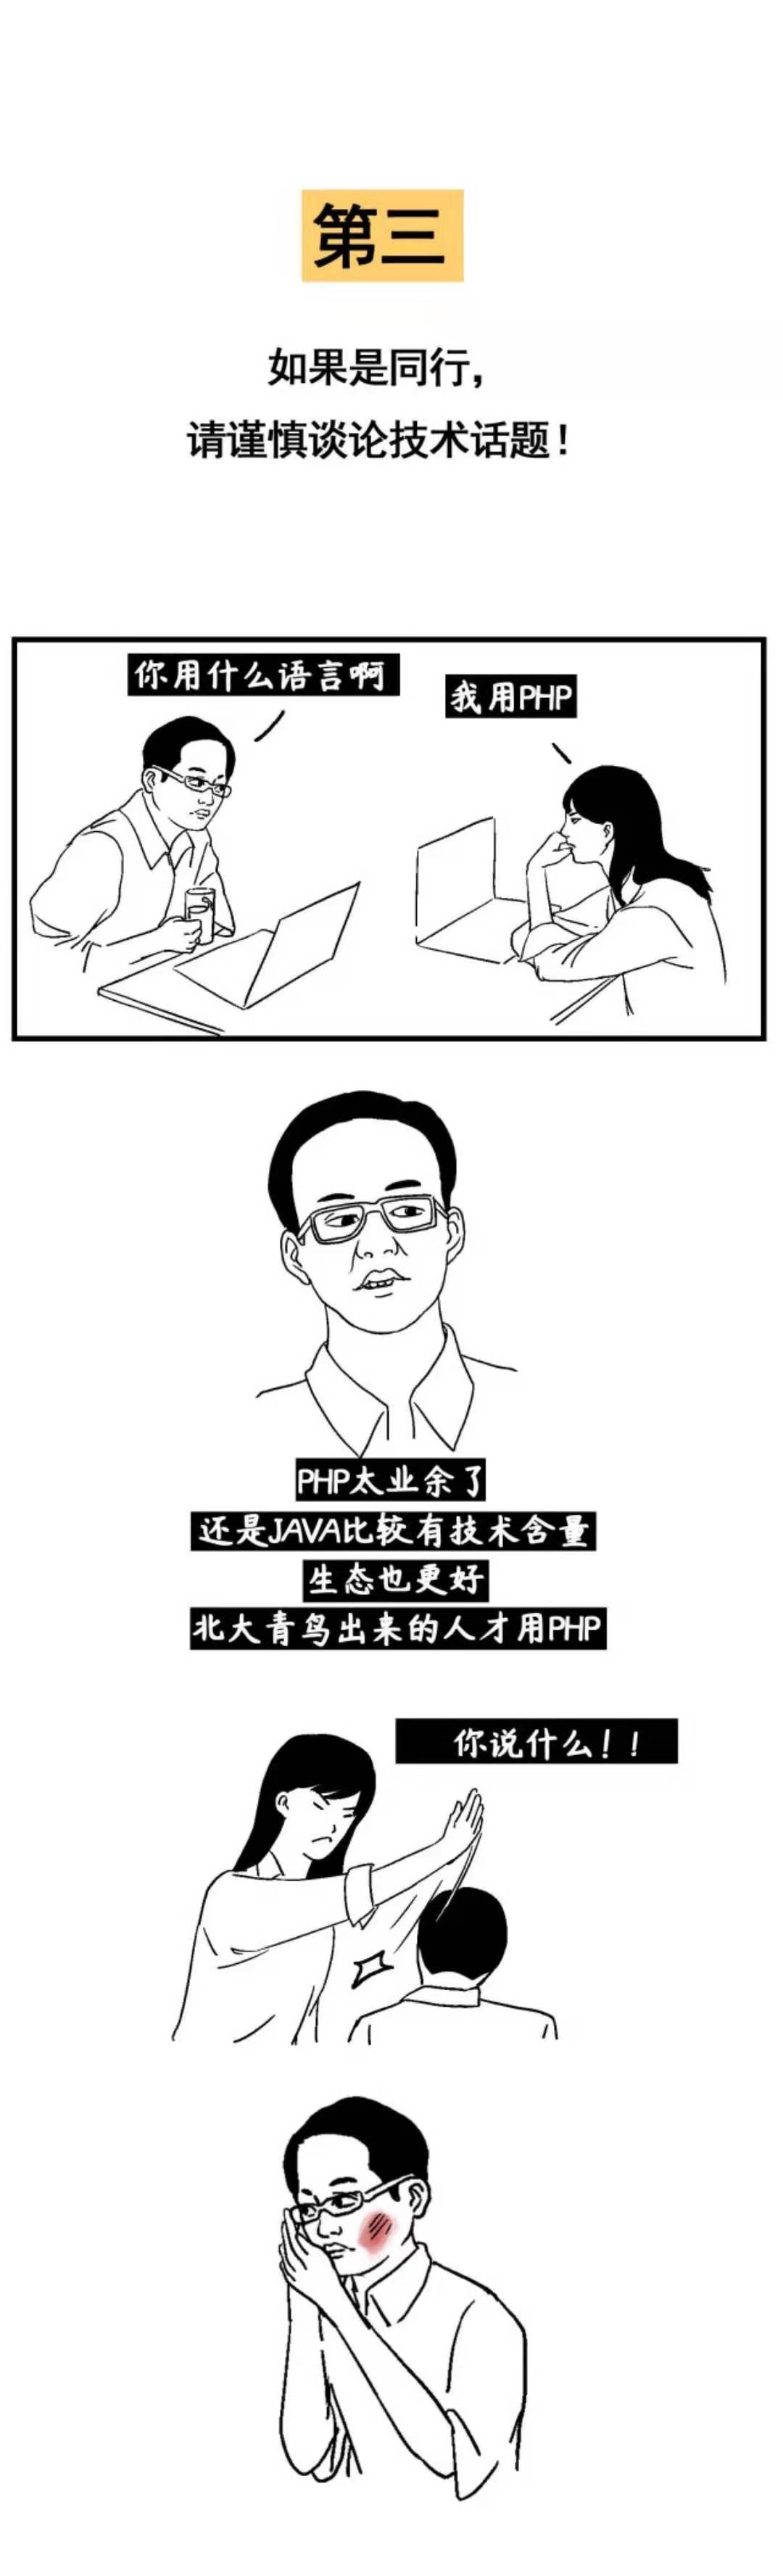 第三
如果是同行，
请谨慎谈论技术话题！
你用什么语言啊
我用PHP
PHP太业余了
还是JAVA比较有技术含量
生态也更好
北大青鸟出来的人才用PHP
你说什么！！